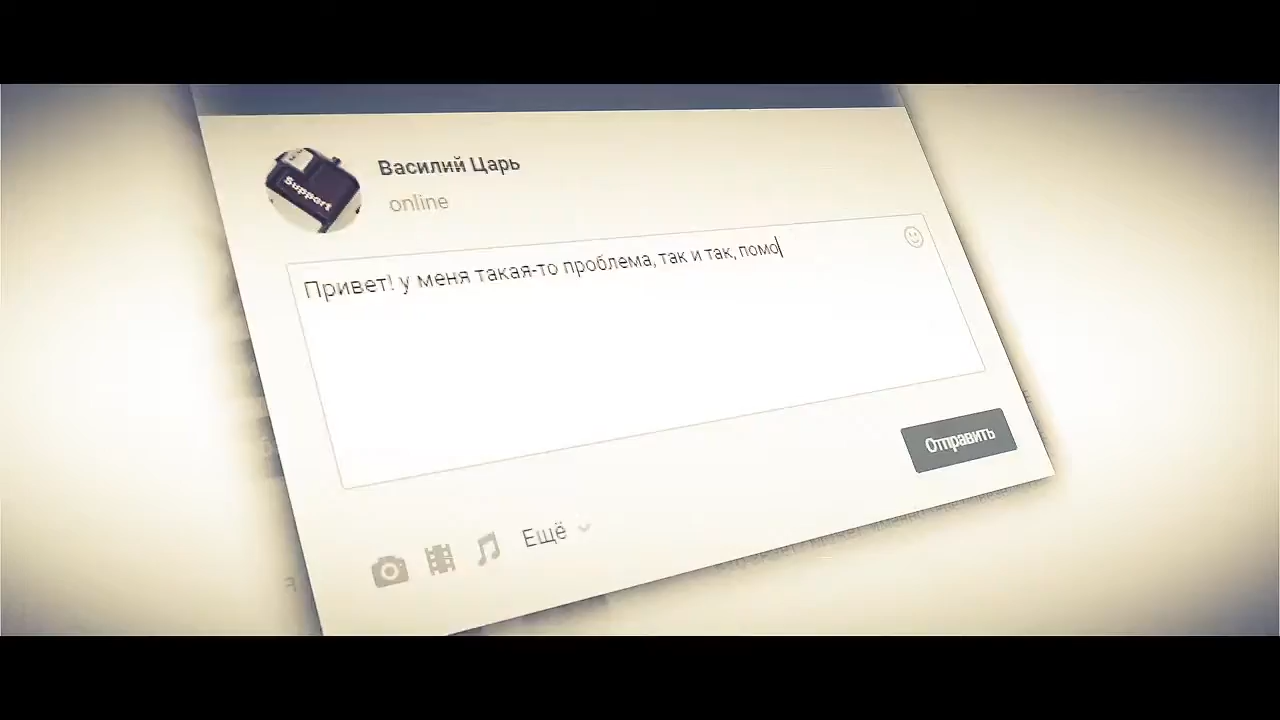 Support
Василий Царь
online
Привет! у меня такая-то проблема, так и так, помо
Отправить
Ещё